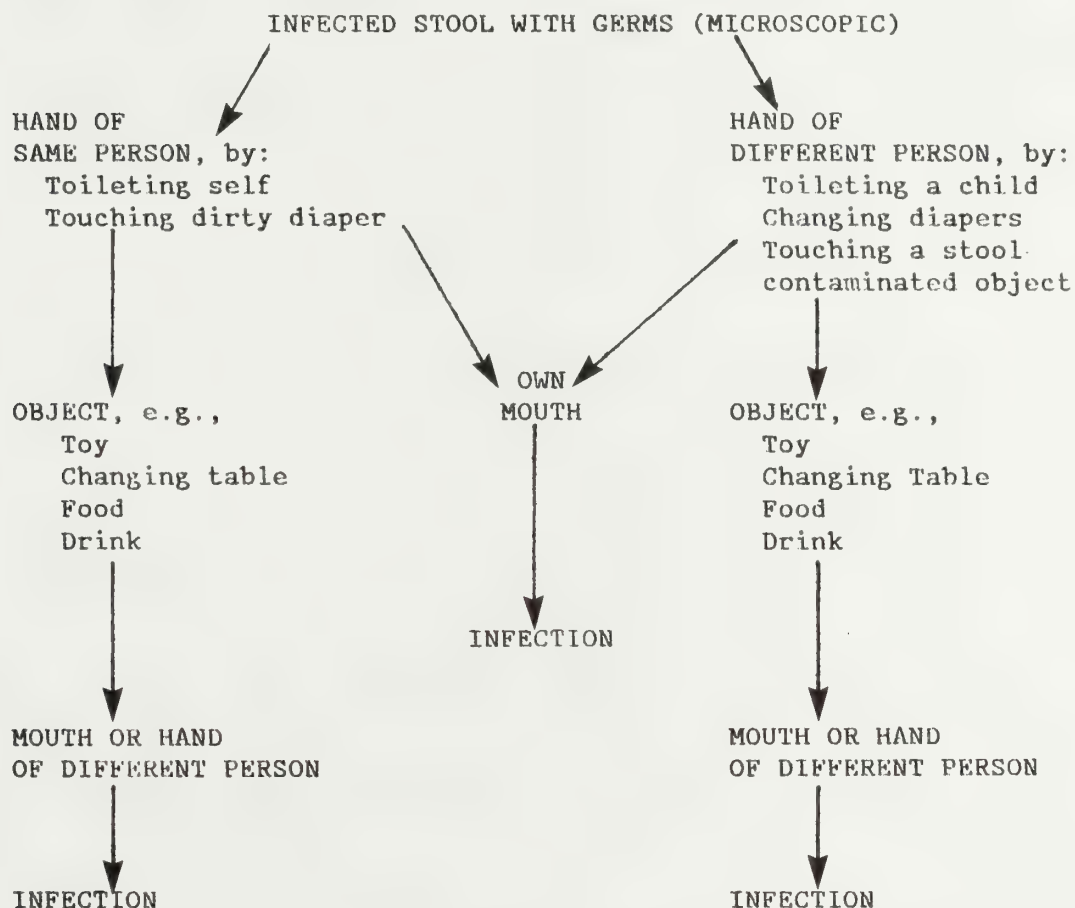 INFECTED STOOL WITH GERMS (MICROSCOPIC)
HAND OF
SAME PERSON, by:
Toileting self
Touching dirty diaper
HAND OF
DIFFERENT PERSON, by:
Toileting a child
Changing diapers
Touching a stool
contaminated object
OWN
MOUTH
INFECTION
OBJECT, e.g.,
Toy
Changing table
Food
Drink
OBJECT, e.g.,
Toy
Changing Table
Food
Drink
MOUTH OR HAND
OF DIFFERENT PERSON
MOUTH OR HAND
OF DIFFERENT PERSON
INFECTION
INFECTION